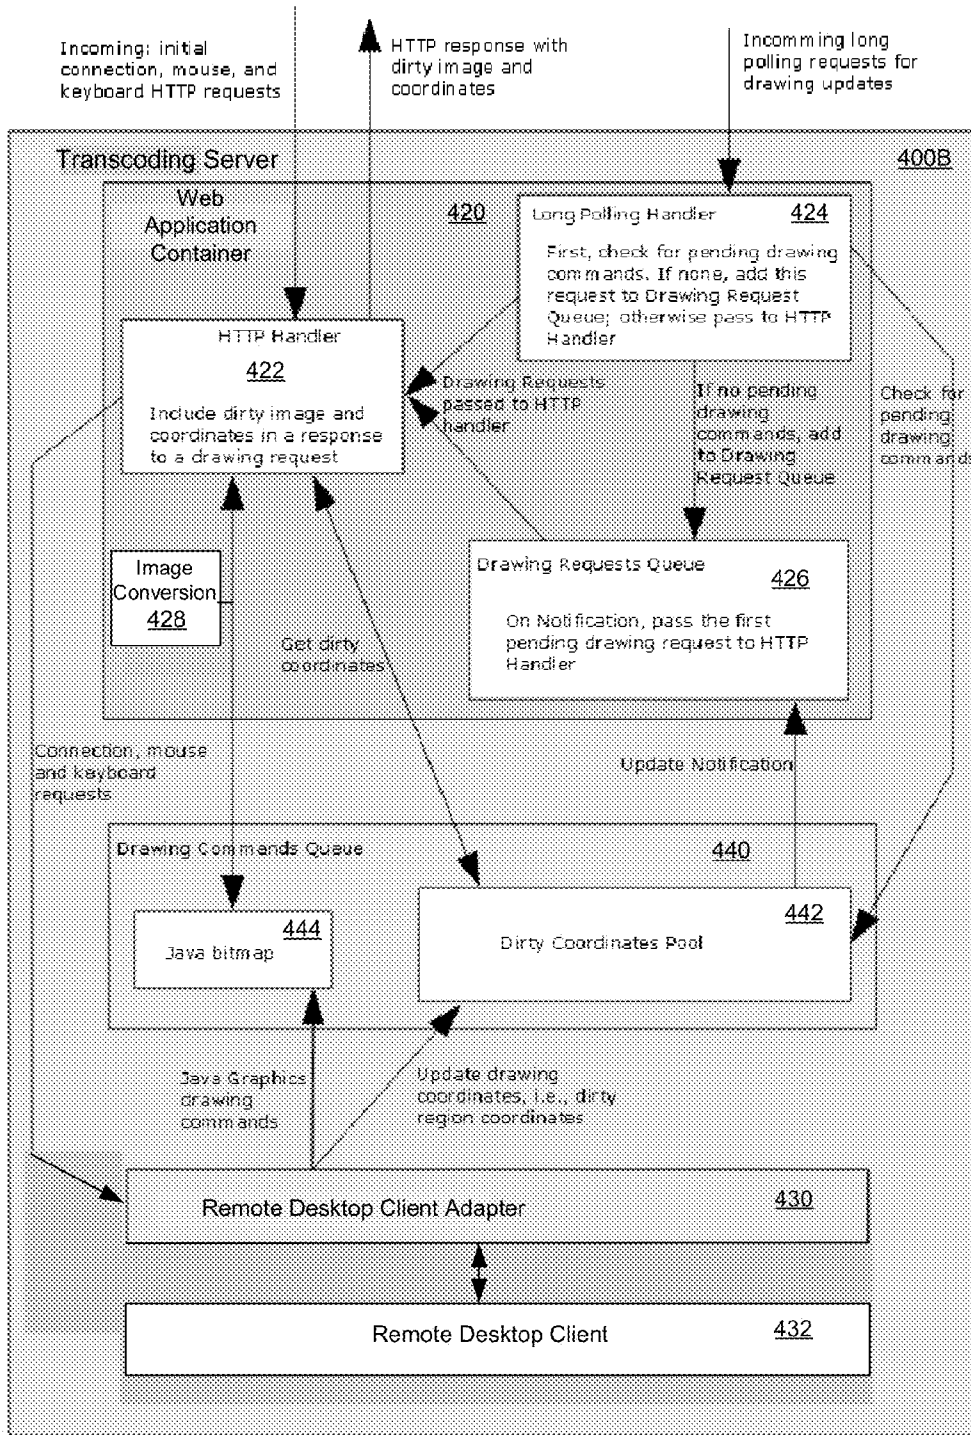 Incoming: initial
connection, mouse, and
keyboard HTTP requests
HTTP response with
dirty image and
coordinates
Incomming long
polling requests for
drawing updates
Transcoding Server
400B
Web
Application
Container
420
Long Polling Handler
424
First, check for pending drawing
commands. If none, add this
request to Drawing Request
Queue; otherwise pass to HTTP
Handler
HTTP Handler
422
Include dirty image and
coordinates in a response
to a drawing request
Drawing Requests
passed to HTTP
handler
If no pending
drawing
commands, add
to Drawing
Request Queue
Check for
pending
drawing
commands
Image
Conversion
428
Drawing Requests Queue
426
On Notification, pass the first
pending drawing request to HTTP
Handler
Get dirty
coordinates
Connection, mouse
and keyboard
requests
Update Notification
Drawing Commands Queue
440
444
Java bitmap
442
Dirty Coordinates Pool
Java Graphics
drawing
commands
Update drawing
coordinates, i.e., dirty
region coordinates
Remote Desktop Client Adapter
430
Remote Desktop Client
432